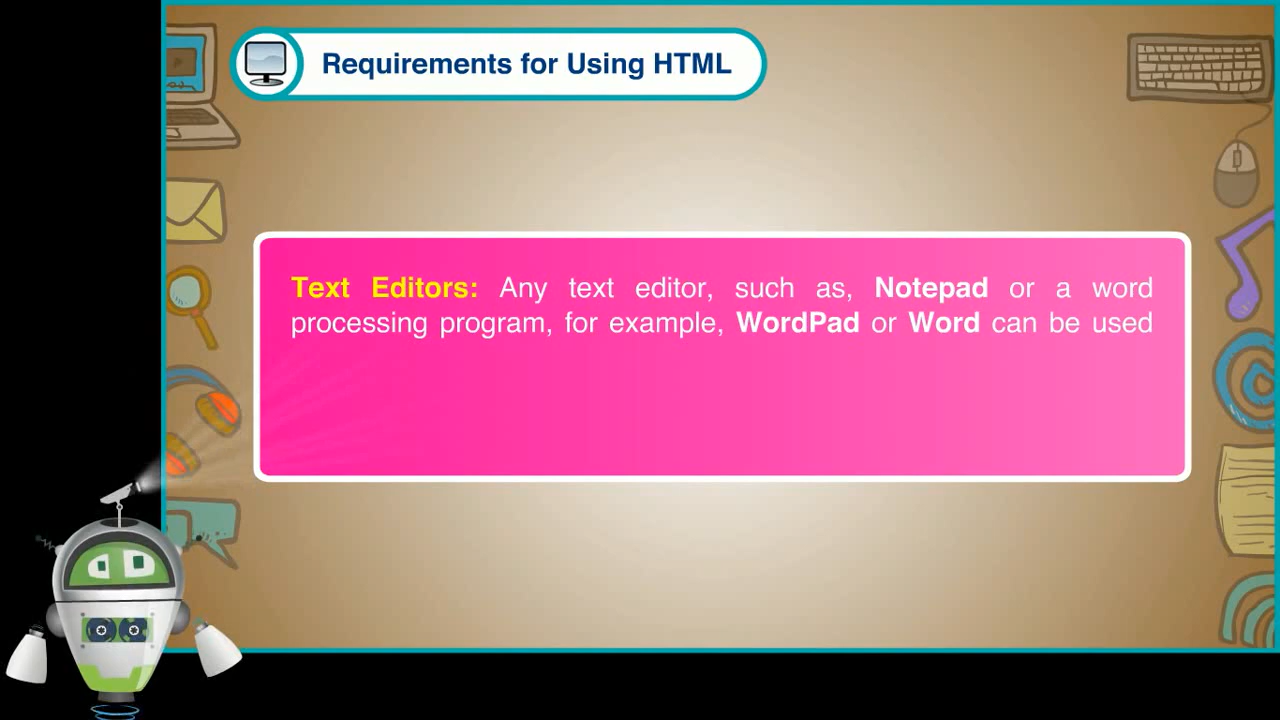 Requirements for Using HTML
Text Editors: Any text editor, such as, Notepad or a word
processing program, for example, WordPad or Word can be used